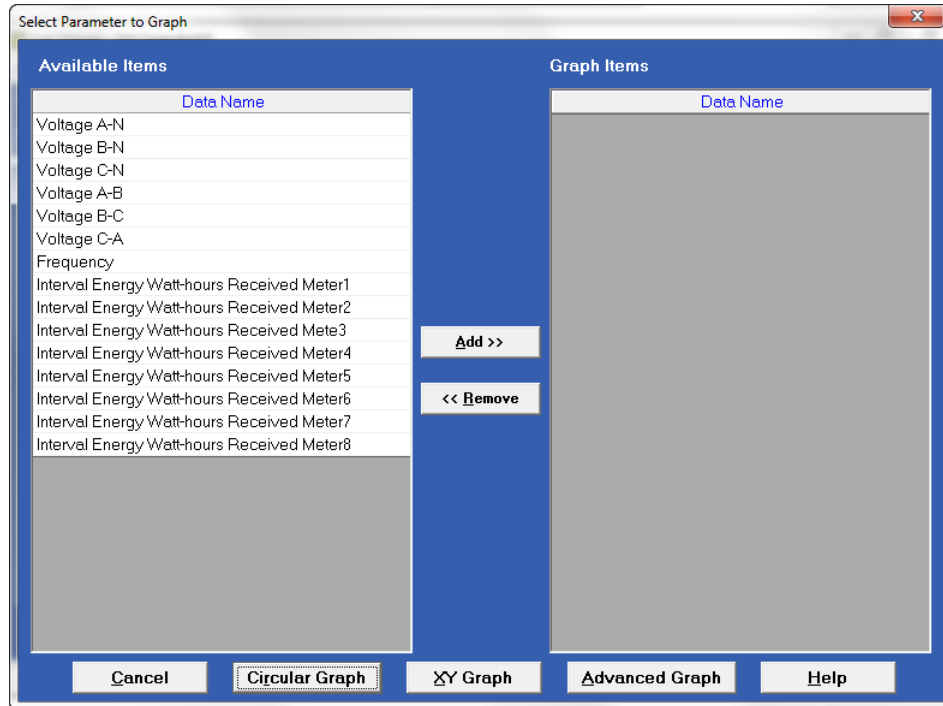 Select Parameter to Graph
Available Items
Graph Items
Data Name
Data Name
Voltage A-N
Voltage B-N
Voltage C-N
Voltage A-B
Voltage B-C
Voltage C-A
Frequency
Interval Energy Watt-hours Received Meter1
Interval Energy Watt-hours Received Meter2
Interval Energy Watt-hours Received Mete3
Interval Energy Watt-hours Received Meter4
Interval Energy Watt-hours Received Meter5
Interval Energy Watt-hours Received Meter6
Interval Energy Watt-hours Received Meter7
Interval Energy Watt-hours Received Meter8
Add >>
<< Remove
Cancel
Circular Graph
XY Graph
Advanced Graph
Help